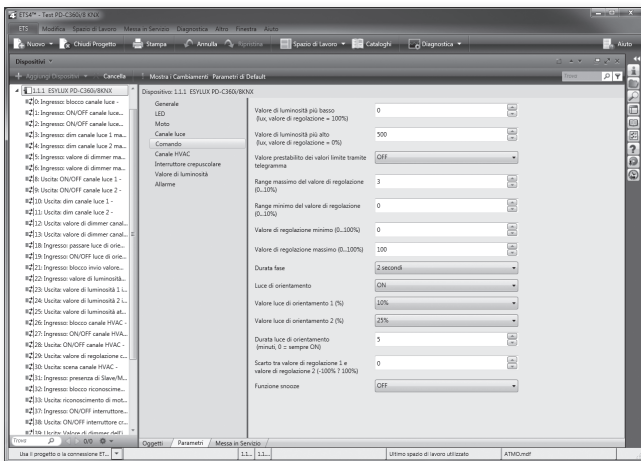 ETS4™ - Test PD-C360i/8 KNX
ETS Modifica Spazio di Lavoro Messa in Servizio Diagnostica Altro Finestra Aiuto
Nuovo Chiudi Progetto Stampa Annulla Ripristina Spazio di Lavoro Cataloghi Diagnostica Aiuto
Dispositivi
Aggiungi Dispositivi Cancella Mostra i Cambiamenti Parametri di Default Trova
1.1.1 ESYLUX PD-C360i/8KNX
0: Ingresso: blocco canale luce -
1: Ingresso: ON/OFF canale luce...
2: Ingresso: ON/OFF canale luce...
3: Ingresso: dim canale luce 1 ma...
4: Ingresso: dim canale luce 2 ma...
5: Ingresso: valore di dimmer ma...
6: Ingresso: valore di dimmer ma...
8: Uscita: ON/OFF canale luce 1 -
9: Uscita: ON/OFF canale luce 2 -
10: Uscita: dim canale luce 1 -
11: Uscita: dim canale luce 2 -
12: Uscita: valore di dimmer canal...
13: Uscita: valore di dimmer canal...
18: Ingresso: passare luce di orie...
19: Ingresso: ON/OFF luce di orie...
21: Ingresso: blocco invio valore...
22: Ingresso: valore di luminosità...
23: Uscita: valore di luminosità 1 i...
24: Uscita: valore di luminosità 2 i...
25: Uscita: valore di luminosità at...
26: Ingresso: blocco canale HVAC -
27: Ingresso: ON/OFF canale HVA...
28: Uscita: ON/OFF canale HVAC -
29: Uscita: valore di regolazione c...
30: Uscita: scena canale HVAC -
31: Ingresso: presenza di Slave/M...
32: Ingresso: blocco riconoscime...
33: Uscita: riconoscimento di mot...
37: Ingresso: ON/OFF interruttore...
38: Uscita: ON/OFF interruttore cr...
39: Uscita: Valore di dimmer dell'i...
Trova 0/0
Dispositivo: 1.1.1 ESYLUX PD-C360i/8KNX
Generale
LED
Moto
Canale luce
Comando
Canale HVAC
Interruttore crepuscolare
Valore di luminosità
Allarme
Valore di luminosità più basso
(lux, valore di regolazione = 100%)
0
Valore di luminosità più alto
(lux, valore di regolazione = 0%)
500
Valore prestabilito dei valori limite tramite
telegramma
OFF
Range massimo del valore di regolazione
(0...10%)
3
Range minimo del valore di regolazione
(0...10%)
0
Valore di regolazione minimo (0...100%)
0
Valore di regolazione massimo (0...100%)
100
Durata fase
2 secondi
Luce di orientamento
ON
Valore luce di orientamento 1 (%)
10%
Valore luce di orientamento 2 (%)
25%
Durata luce di orientamento
(minuti, 0 = sempre ON)
5
Scarto tra valore di regolazione 1 e
valore di regolazione 2 (-100% ? 100%)
0
Funzione snooze
OFF
Oggetti Parametri Messa in Servizio
Usa il progetto o la connessione ET... 1.1... 1.1... Ultimo spazio di lavoro utilizzato ATMO.mdf